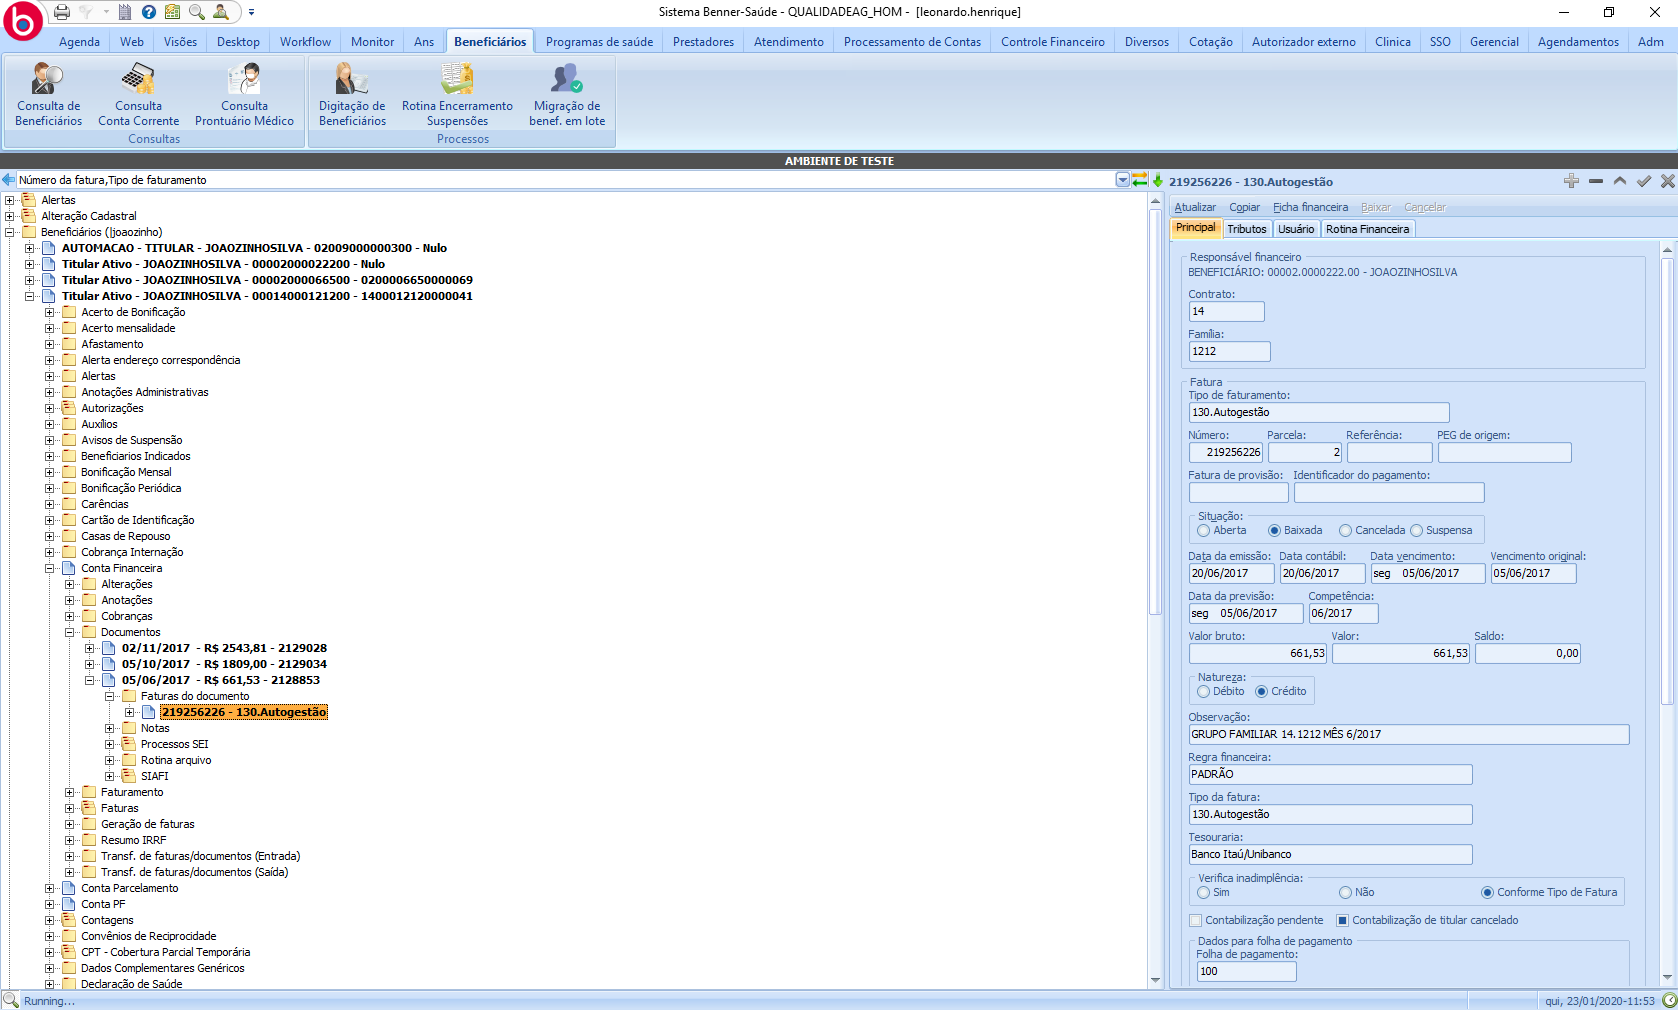 Sistema Benner-Saúde - QUALIDADEAG_HOM - [leonardo.henrique]
b
Agenda Web Visões Desktop Workflow Monitor Ans Beneficiários Programas de saúde Prestadores Atendimento Processamento de Contas Controle Financeiro Diversos Cotação Autorizador externo Clinica SSO Gerencial Agendamentos Adm
Consulta de Beneficiários
Consulta Conta Corrente
Consulta Prontuário Médico
Digitação de Beneficiários
Rotina Encerramento Suspensões
Migração de benef. em lote
Consultas
Processos
AMBIENTE DE TESTE
Número da fatura,Tipo de faturamento
Alertas
Alteração Cadastral
Beneficiários (|joaozinho)
AUTOMACAO - TITULAR - JOAOZINHOSILVA - 02009000000300 - Nulo
Titular Ativo - JOAOZINHOSILVA - 00002000022200 - Nulo
Titular Ativo - JOAOZINHOSILVA - 00002000066500 - 0200006650000069
Titular Ativo - JOAOZINHOSILVA - 00014000121200 - 1400012120000041
Acerto de Bonificação
Acerto mensalidade
Afastamento
Alerta endereço correspondência
Alertas
Anotações Administrativas
Autorizações
Auxílios
Avisos de Suspensão
Beneficiarios Indicados
Bonificação Mensal
Bonificação Periódica
Carências
Cartão de Identificação
Casas de Repouso
Cobrança Internação
Conta Financeira
Alterações
Anotações
Cobranças
Documentos
02/11/2017 - R$ 2543,81 - 2129028
05/10/2017 - R$ 1809,00 - 2129034
05/06/2017 - R$ 661,53 - 2128853
Faturas do documento
219256226 - 130.Autogestão
Notas
Processos SEI
Rotina arquivo
SIAFI
Faturamento
Faturas
Geração de faturas
Resumo IRRF
Transf. de faturas/documentos (Entrada)
Transf. de faturas/documentos (Saída)
Conta Parcelamento
Conta PF
Contagens
Convênios de Reciprocidade
CPT - Cobertura Parcial Temporária
Dados Complementares Genéricos
Declaração de Saúde
219256226 - 130.Autogestão
Atualizar Copiar Ficha financeira Baixar Cancelar
Principal Tributos Usuário Rotina Financeira
Responsável financeiro
BENEFICIÁRIO: 00002.0000222.00 - JOAOZINHOSILVA
Contrato:
14
Família:
1212
Fatura
Tipo de faturamento:
130.Autogestão
Número: Parcela: Referência: PEG de origem:
219256226 2
Fatura de provisão: Identificador do pagamento:
Situação:
Aberta Baixada Cancelada Suspensa
Data da emissão: Data contábil: Data vencimento: Vencimento original:
20/06/2017 20/06/2017 seg 05/06/2017 05/06/2017
Data da previsão: Competência:
seg 05/06/2017 06/2017
Valor bruto: Valor: Saldo:
661,53 661,53 0,00
Natureza:
Débito Crédito
Observação:
GRUPO FAMILIAR 14.1212 MÊS 6/2017
Regra financeira:
PADRÃO
Tipo da fatura:
130.Autogestão
Tesouraria:
Banco Itaú/Unibanco
Verifica inadimplência:
Sim Não Conforme Tipo de Fatura
Contabilização pendente Contabilização de titular cancelado
Dados para folha de pagamento
Folha de pagamento:
100
Running...
qui, 23/01/2020-11:53